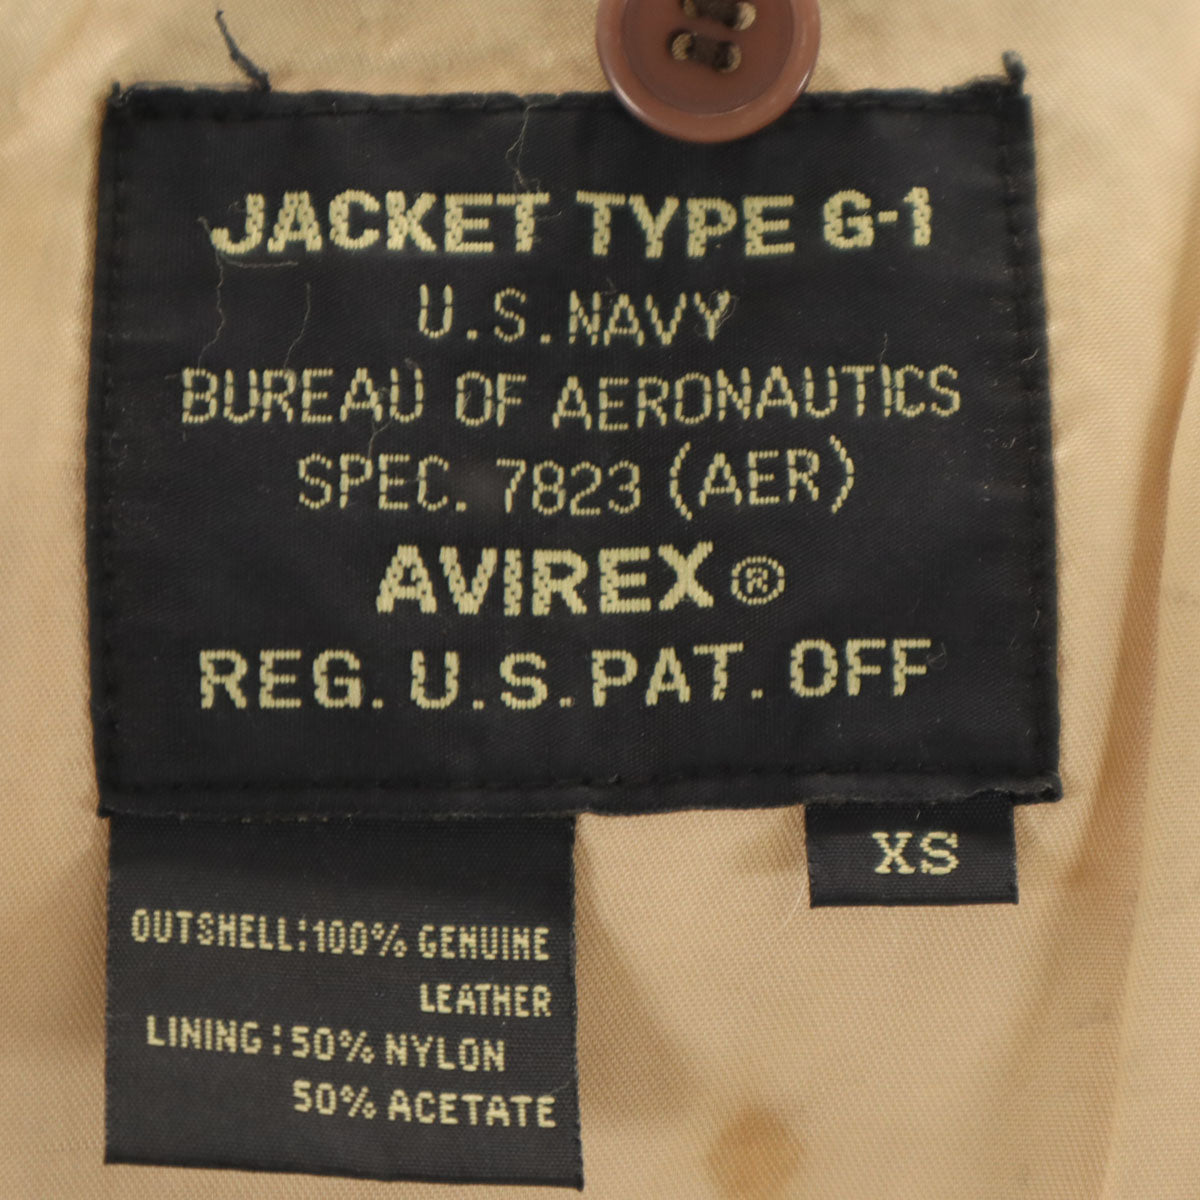 JACKET TYPE G-1
U.S. NAVY
BUREAU OF AERONAUTICS
SPEC. 7823 (AER)
AVIREX ®
REG. U.S. PAT. OFF
XS
OUTSHELL:100% GENUINE
LEATHER
LINING:50% NYLON
50% ACETATE